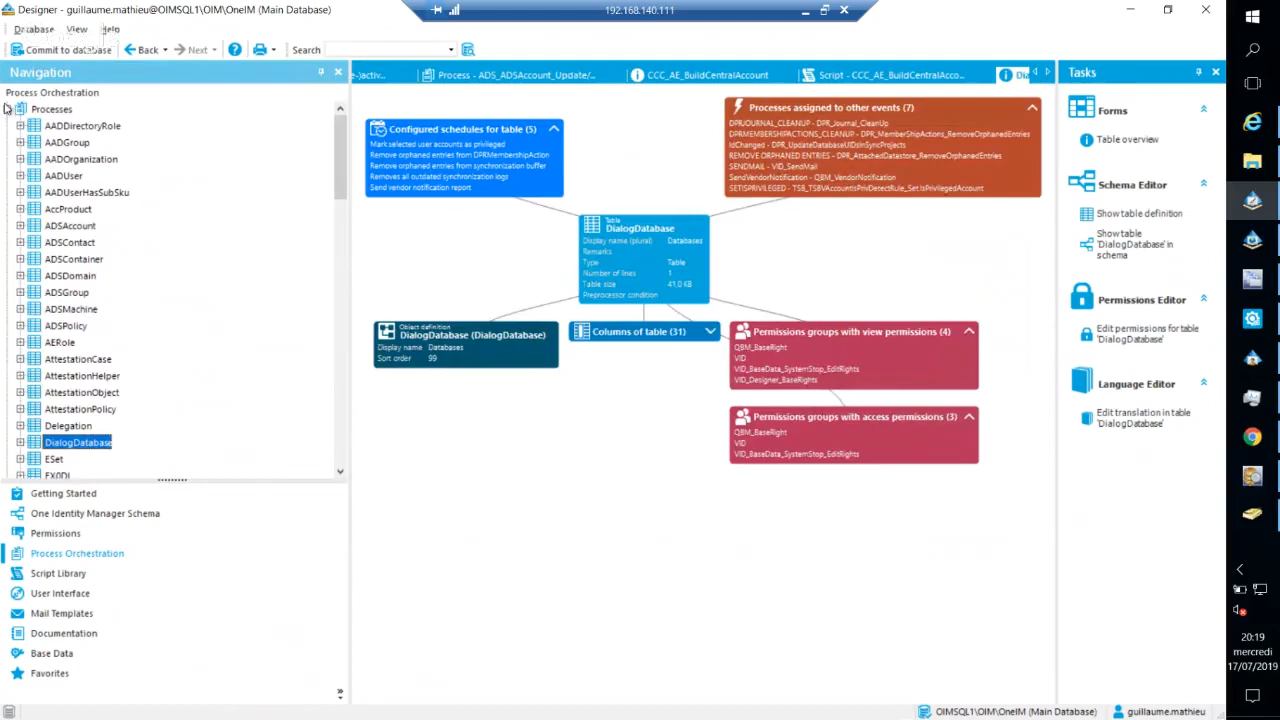 Designer - guillaume.mathieu@OIMSQL1\OIM\OneIM (Main Database)
192.168.140.111
Database View Help
Commit to database Back Next Search
Navigation
Process Orchestration
Processes
AADDirectoryRole
AADGroup
AADOrganization
AADUser
AADUserHasSubSku
AccProduct
ADSAccount
ADSContact
ADSContainer
ADSDomain
ADSGroup
ADSMachine
ADSPolicy
AERole
AttestationCase
AttestationHelper
AttestationObject
AttestationPolicy
Delegation
DialogDatabase
ESet
EX0DL
Getting Started
One Identity Manager Schema
Permissions
Process Orchestration
Script Library
User Interface
Mail Templates
Documentation
Base Data
Favorites
e-)activ...
Process - ADS_ADSAccount_Update/...
CCC_AE_BuildCentralAccount
Script - CCC_AE_BuildCentralAcco...
Dia
Configured schedules for table (5)
Mark selected user accounts as privileged
Remove orphaned entries from DPRMembershipAction
Remove orphaned entries from synchronization buffer
Removes all outdated synchronization logs
Send vendor notification report
Processes assigned to other events (7)
DPRJOURNAL_CLEANUP - DPR_Journal_CleanUp
DPRMEMBERSHIPACTIONS_CLEANUP - DPR_MemberShipActions_RemoveOrphanedEntries
IdChanged - DPR_UpdateDatabaseUIDsInSyncProjects
REMOVE ORPHANED ENTRIES - DPR_AttachedDatastore_RemoveOrphanedEntries
SENDMAIL - VID_SendMail
SendVendorNotification - QBM_VendorNotification
SETISPRIVILEGED - TSB_TSBVAccountIsPrivDetectRule_Set.IsPrivilegedAccount
Table
DialogDatabase
Display name (plural) Databases
Remarks
Type Table
Number of lines 1
Table size 41,0 KB
Preprocessor condition
Object definition
DialogDatabase (DialogDatabase)
Display name Databases
Sort order 99
Columns of table (31)
Permissions groups with view permissions (4)
QBM_BaseRight
VID
VID_BaseData_SystemStop_EditRights
VID_Designer_BaseRights
Permissions groups with access permissions (3)
QBM_BaseRight
VID
VID_BaseData_SystemStop_EditRights
Tasks
Forms
Table overview
Schema Editor
Show table definition
Show table
'DialogDatabase' in
schema
Permissions Editor
Edit permissions for table
'DialogDatabase'
Language Editor
Edit translation in table
'DialogDatabase'
OIMSQL1\OIM\OneIM (Main Database) guillaume.mathieu
20:19
mercredi
17/07/2019